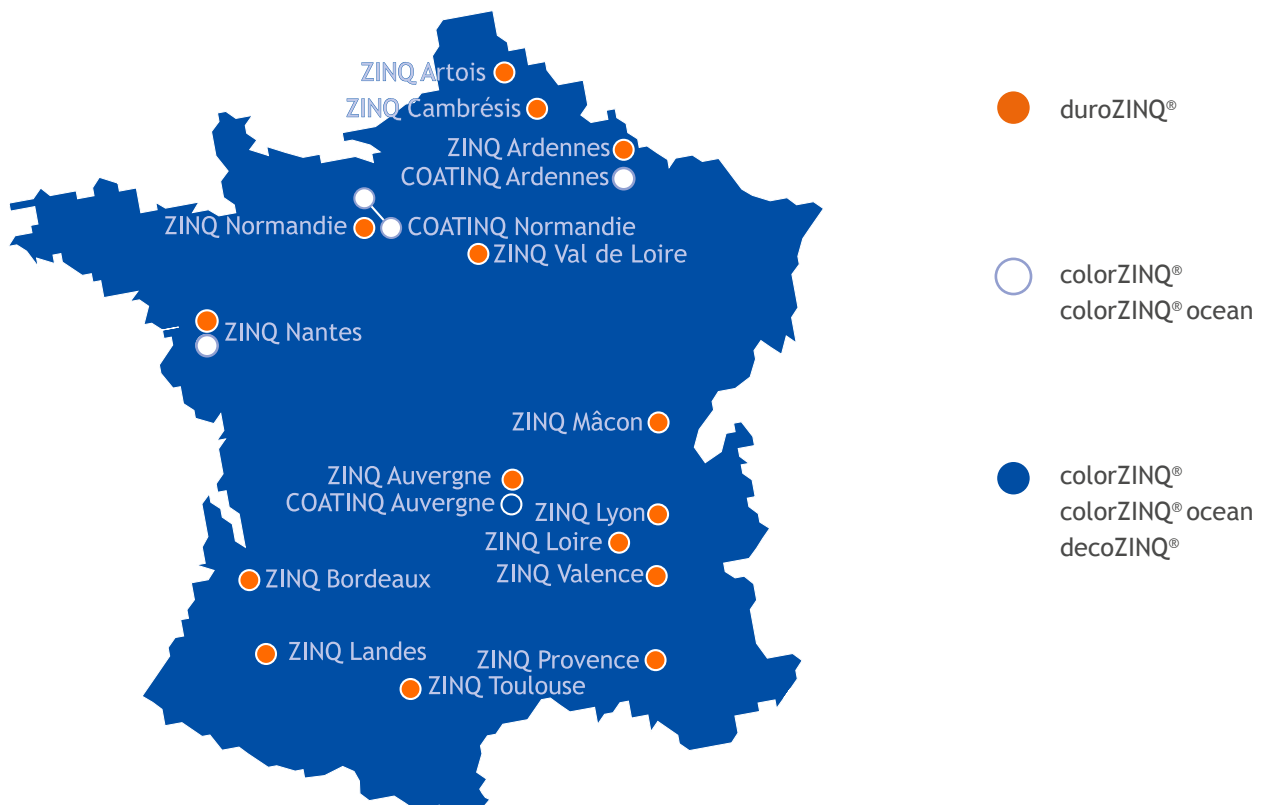 ZINQ Artois
ZINQ Cambrésis
ZINQ Ardennes
COATINQ Ardennes
ZINQ Normandie
COATINQ Normandie
ZINQ Val de Loire
ZINQ Nantes
ZINQ Mâcon
ZINQ Auvergne
COATINQ Auvergne
ZINQ Lyon
ZINQ Loire
ZINQ Valence
ZINQ Bordeaux
ZINQ Landes
ZINQ Provence
ZINQ Toulouse
duroZINQ®
colorZINQ®
colorZINQ® ocean
colorZINQ®
colorZINQ® ocean
decoZINQ®